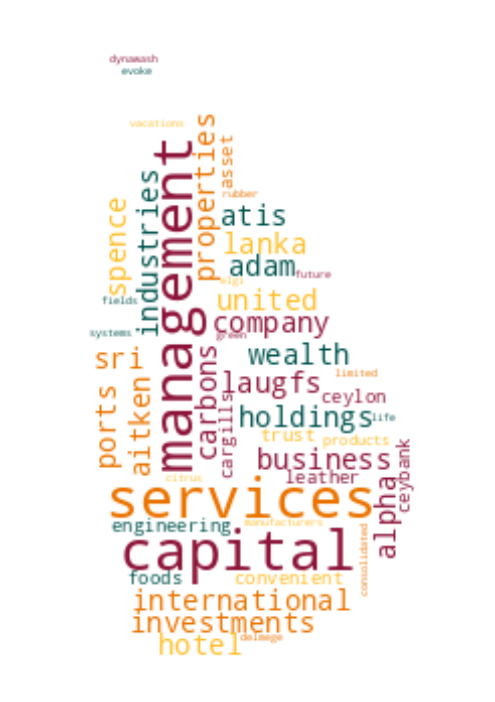 dynawash
evoke
vacations
management
properties
asset
industries
spence
rubber
atis
lanka
adam
future
elgi
fields
united
company
systems
green
sri
wealth
carbons
laugfs
limited
ports
aitken
cargills
ceylon
holdings
life
trust
products
business
ceybank
leather
citrus
alpha
services
engineering
manufacturers
capital
consolidated
foods
convenient
international
investments
delmege
hotel